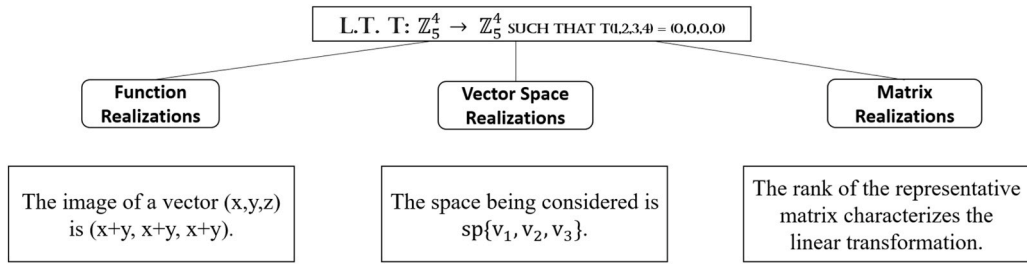 L.T. T: ℤ₅⁴ → ℤ₅⁴ SUCH THAT T(1,2,3,4) = (0,0,0,0)
Function
Realizations
Vector Space
Realizations
Matrix
Realizations
The image of a vector (x,y,z)
is (x+y, x+y, x+y).
The space being considered is
sp{v₁, v₂, v₃}.
The rank of the representative
matrix characterizes the
linear transformation.